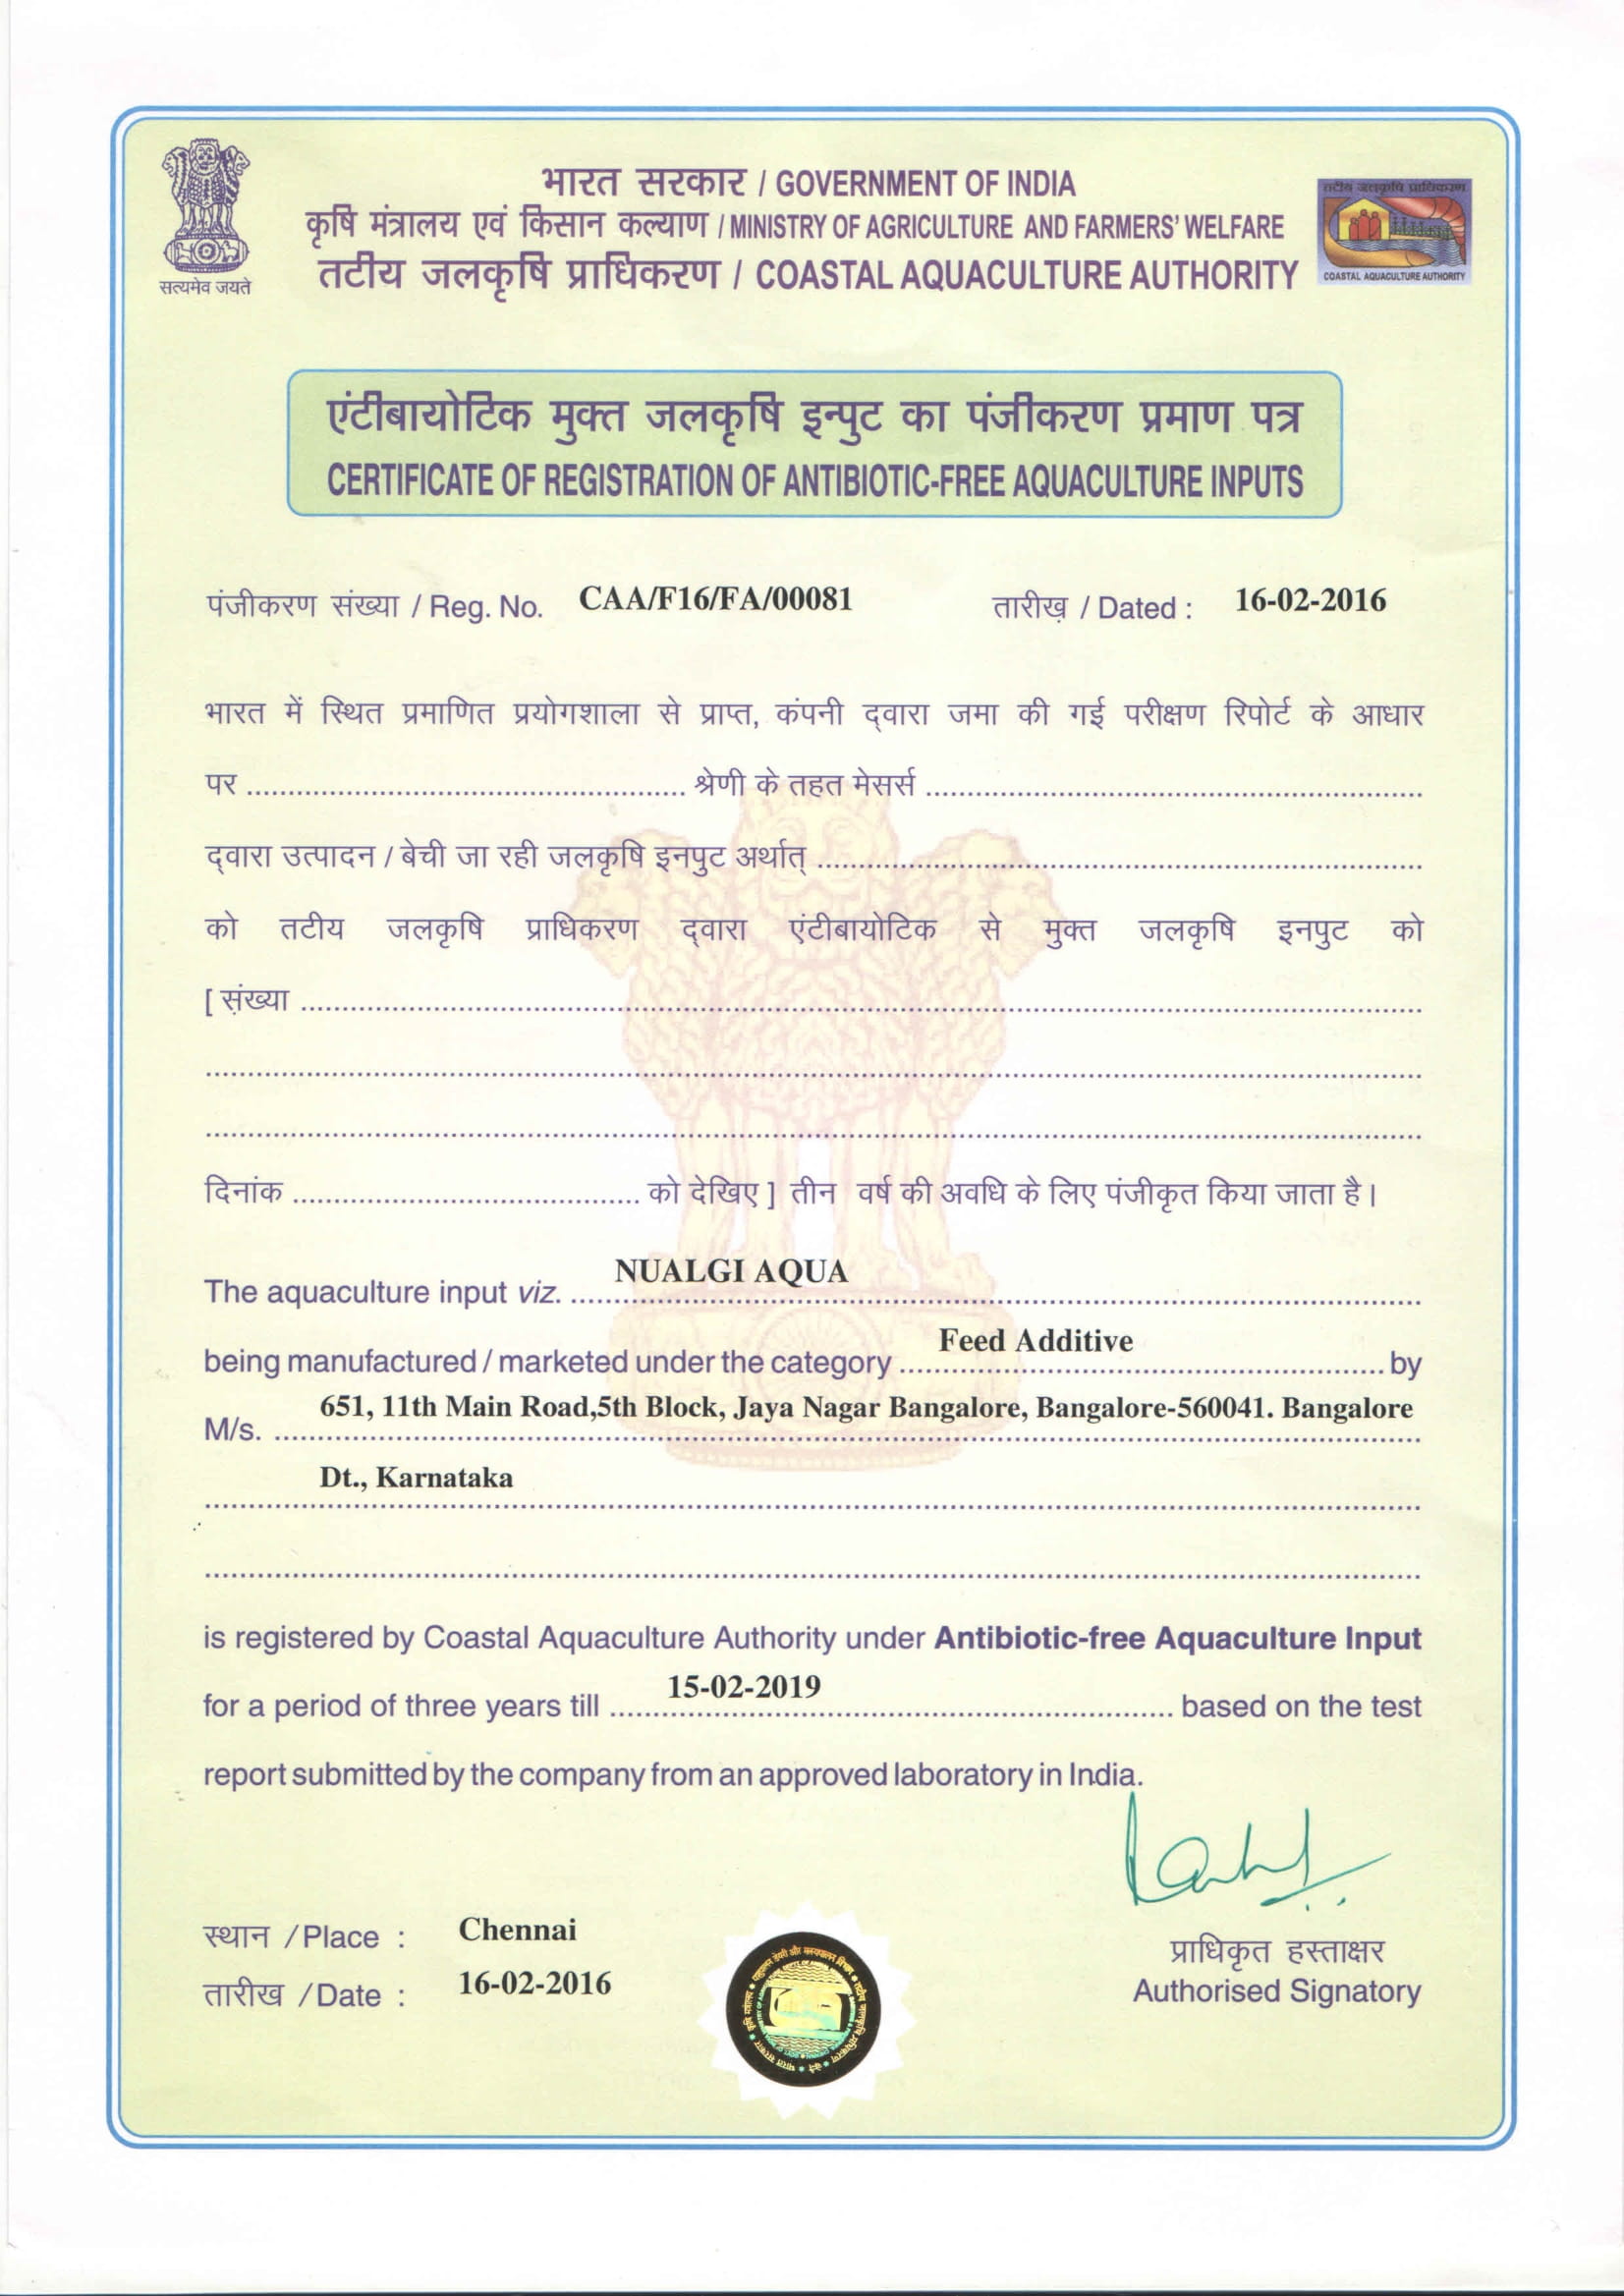 भारत सरकार / GOVERNMENT OF INDIA
कृषि मंत्रालय एवं किसान कल्याण / MINISTRY OF AGRICULTURE AND FARMERS' WELFARE
तटीय जलकृषि प्राधिकरण / COASTAL AQUACULTURE AUTHORITY
सत्यमेव जयते
तटीय जलकृषि प्राधिकरण
COASTAL AQUACULTURE AUTHORITY
एंटीबायोटिक मुक्त जलकृषि इन्पुट का पंजीकरण प्रमाण पत्र
CERTIFICATE OF REGISTRATION OF ANTIBIOTIC-FREE AQUACULTURE INPUTS
पंजीकरण संख्या / Reg. No. CAA/F16/FA/00081 तारीख़ / Dated : 16-02-2016
भारत में स्थित प्रमाणित प्रयोगशाला से प्राप्त, कंपनी द्वारा जमा की गई परीक्षण रिपोर्ट के आधार
पर ........................ श्रेणी के तहत मेसर्स ........................
द्वारा उत्पादन / बेची जा रही जलकृषि इनपुट अर्थात् ........................
को तटीय जलकृषि प्राधिकरण द्वारा एंटीबायोटिक से मुक्त जलकृषि इनपुट को
[ संख्या ........................
दिनांक ........................ को देखिए ] तीन वर्ष की अवधि के लिए पंजीकृत किया जाता है।
The aquaculture input viz. NUALGI AQUA
being manufactured / marketed under the category Feed Additive by
M/s. 651, 11th Main Road,5th Block, Jaya Nagar Bangalore, Bangalore-560041. Bangalore
Dt., Karnataka
is registered by Coastal Aquaculture Authority under Antibiotic-free Aquaculture Input
for a period of three years till 15-02-2019 based on the test
report submitted by the company from an approved laboratory in India.
स्थान / Place : Chennai
तारीख / Date : 16-02-2016
प्राधिकृत हस्ताक्षर
Authorised Signatory